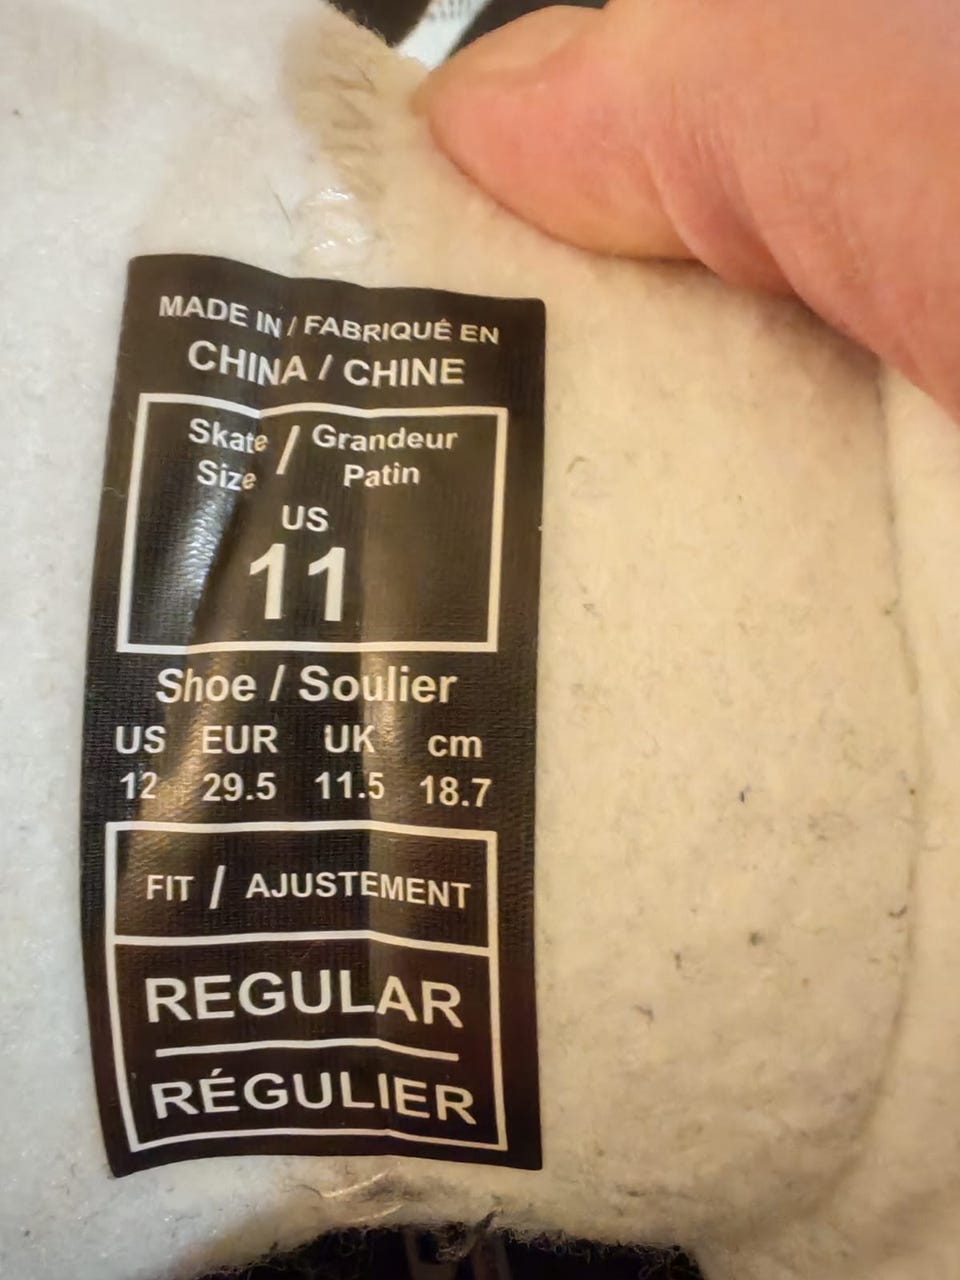 MADE IN / FABRIQUÉ EN
CHINA / CHINE
Skate Size / Grandeur Patin
US
11
Shoe / Soulier
US EUR UK cm
12 29.5 11.5 18.7
FIT / AJUSTEMENT
REGULAR
RÉGULIER